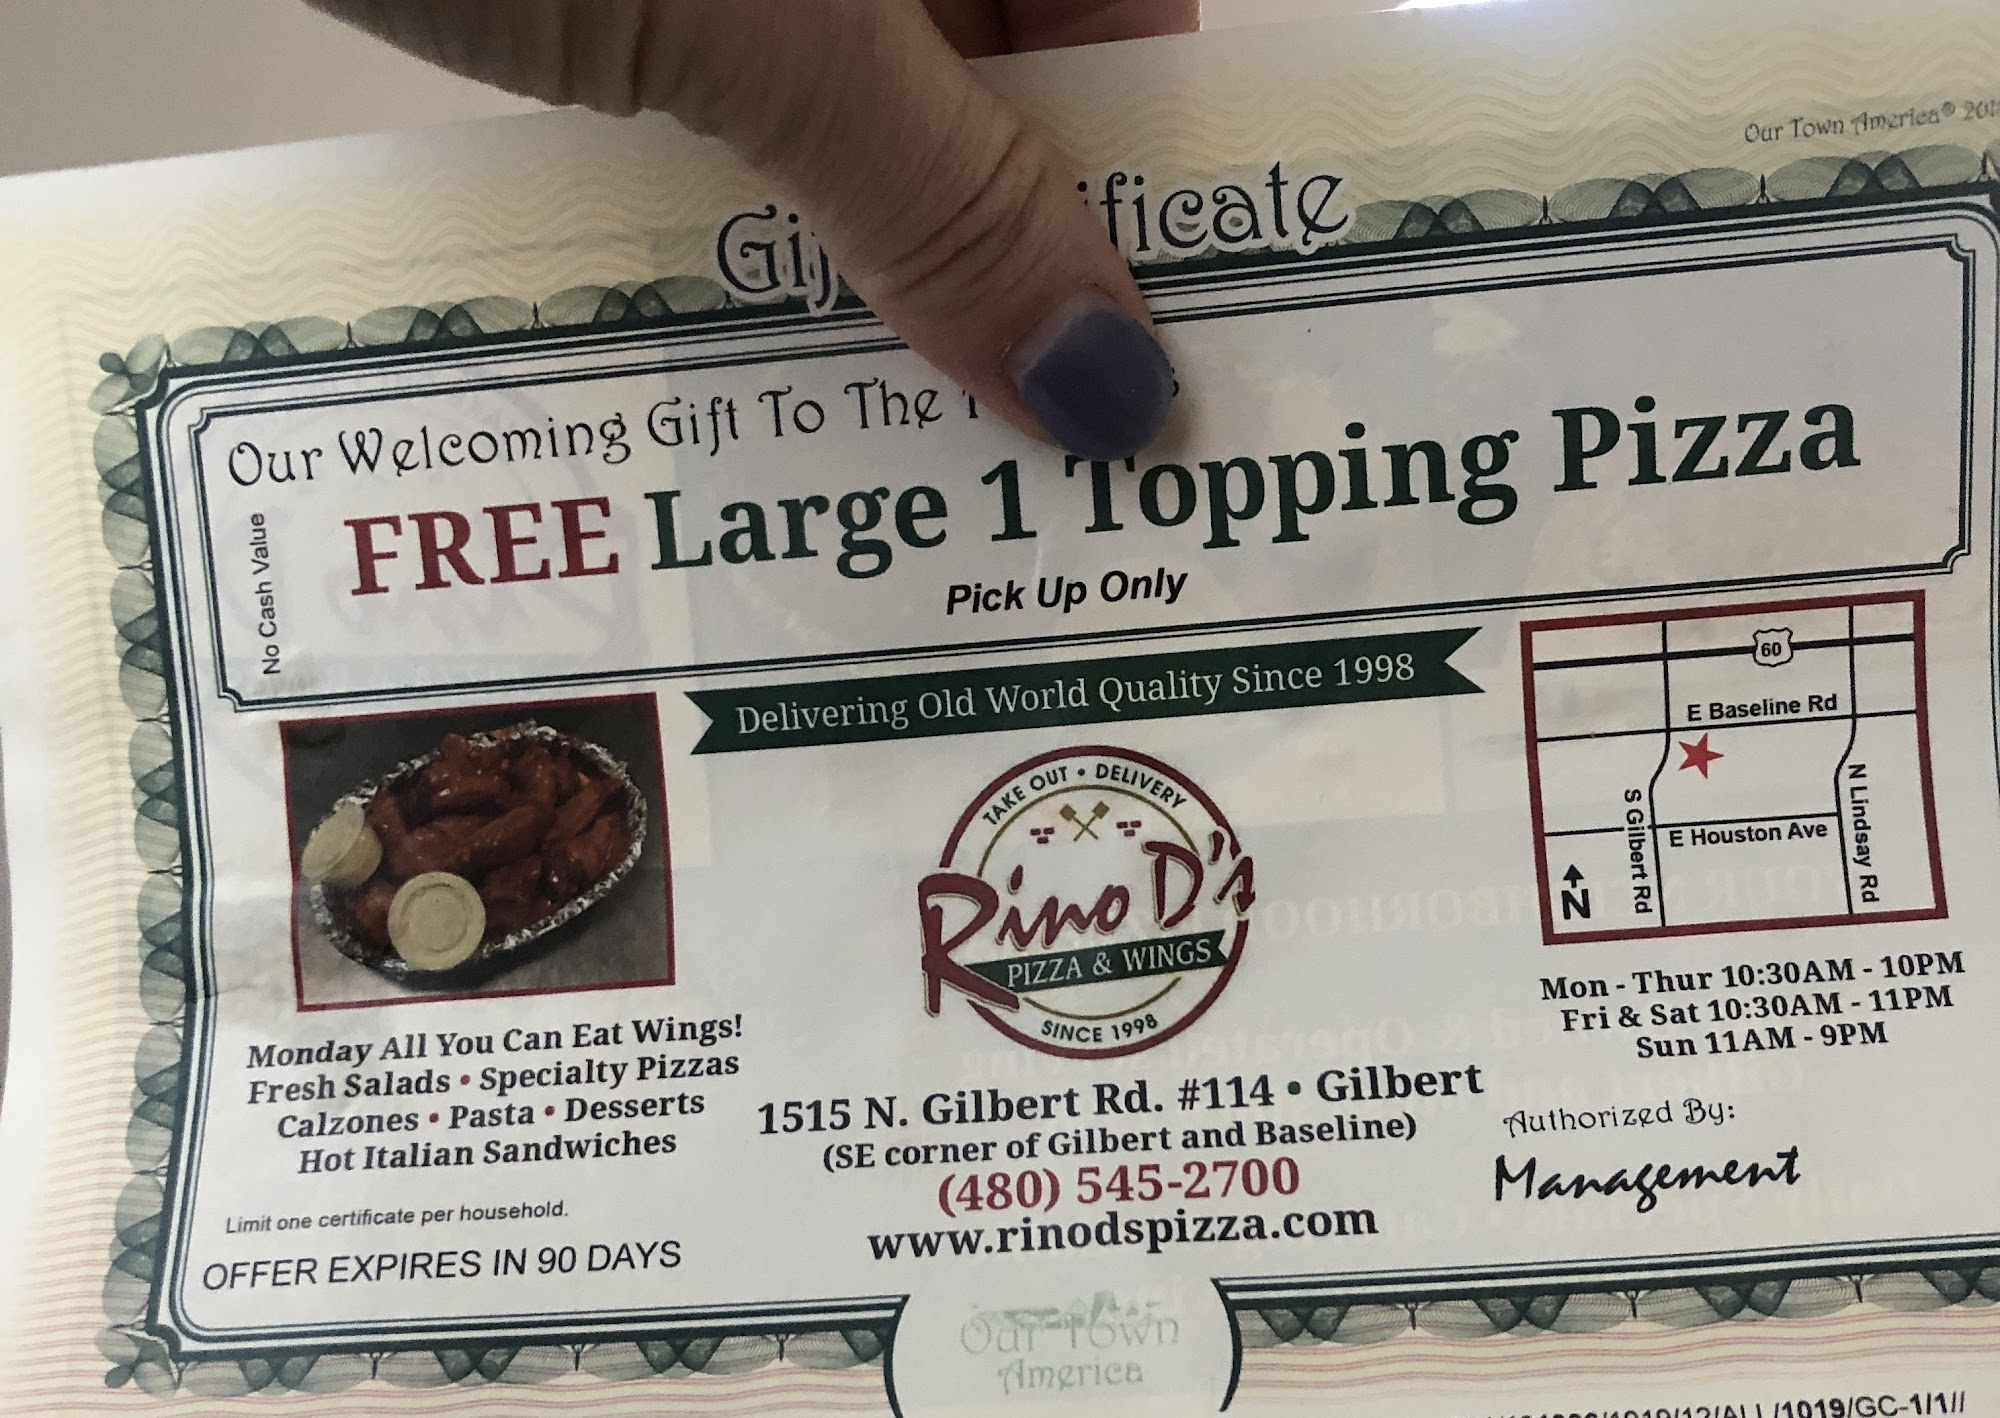 Our Town America®
Gif ificate
Our Welcoming Gift To The
FREE Large 1 Topping Pizza
Pick Up Only
No Cash Value
Delivering Old World Quality Since 1998
TAKE OUT • DELIVERY
Rino D's
PIZZA & WINGS
SINCE 1998
60
E Baseline Rd
S Gilbert Rd
E Houston Ave
N Lindsay Rd
N
Monday All You Can Eat Wings!
Fresh Salads • Specialty Pizzas
Calzones • Pasta • Desserts
Hot Italian Sandwiches
Limit one certificate per household.
OFFER EXPIRES IN 90 DAYS
1515 N. Gilbert Rd. #114 • Gilbert
(SE corner of Gilbert and Baseline)
(480) 545-2700
www.rinodspizza.com
Mon - Thur 10:30AM - 10PM
Fri & Sat 10:30AM - 11PM
Sun 11AM - 9PM
Authorized By:
Management
Our Town
America
/1019/GC-1/1//